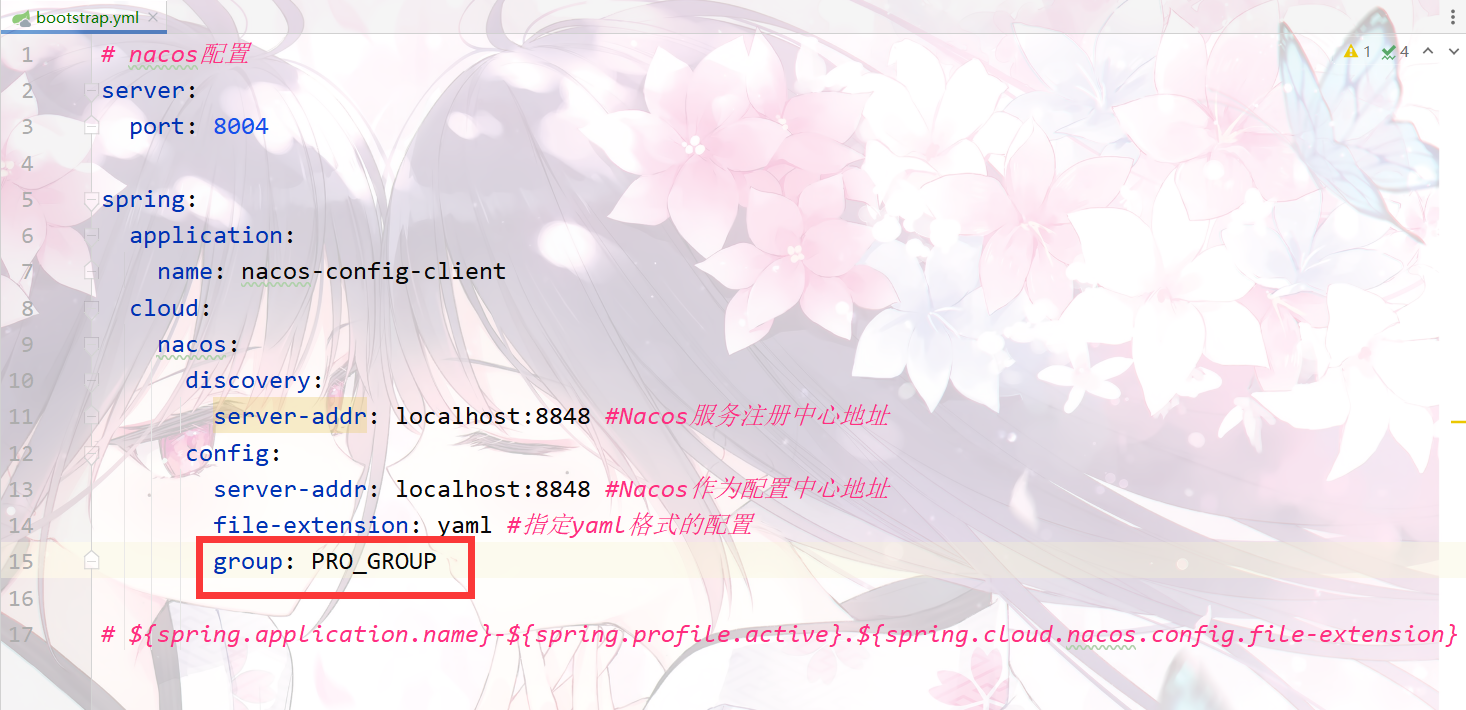 bootstrap.yml
1 4
1 # nacos配置
2 server:
3   port: 8004
4
5 spring:
6   application:
7     name: nacos-config-client
8   cloud:
9     nacos:
10       discovery:
11         server-addr: localhost:8848 #Nacos服务注册中心地址
12       config:
13         server-addr: localhost:8848 #Nacos作为配置中心地址
14         file-extension: yaml #指定yaml格式的配置
15         group: PRO_GROUP
16
17 # ${spring.application.name}-${spring.profile.active}.${spring.cloud.nacos.config.file-extension}